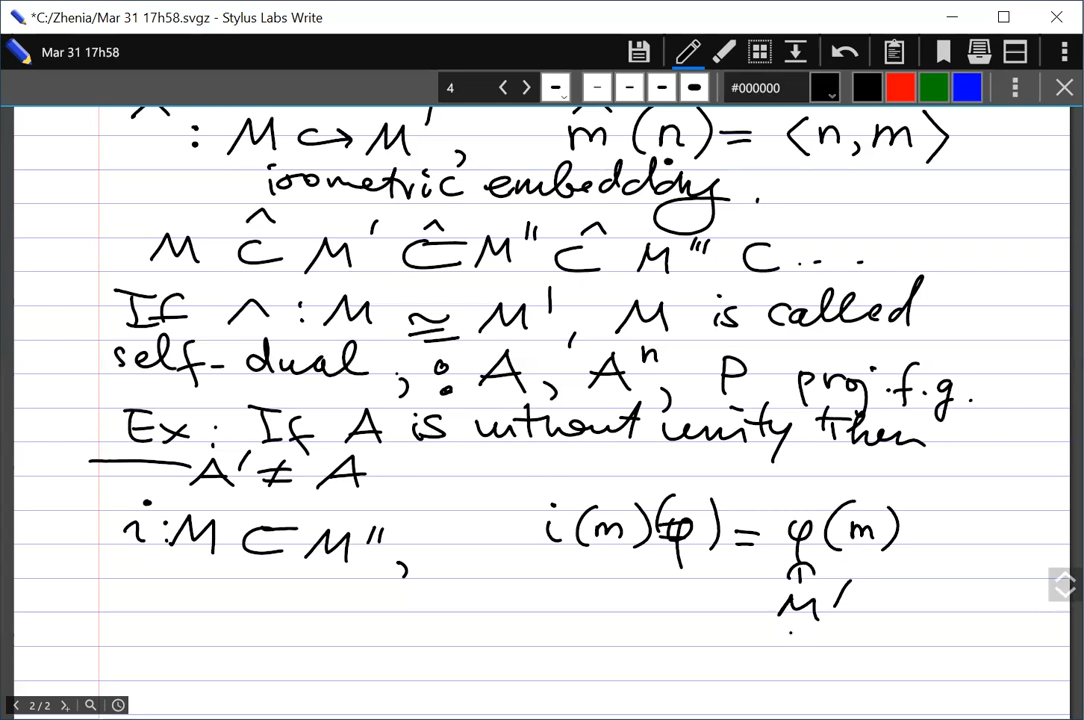 *C:/Zhenia/Mar 31 17h58.svgz - Stylus Labs Write
Mar 31 17h58
4
#000000
^ : M ↪ M', m̂(n) = ⟨n, m⟩
isometric embedding.
M ⊂̂ M' ⊂̂ M'' ⊂̂ M''' ⊂ ...
If ^ : M ≅ M', M is called
self-dual, : A, Aⁿ, P proj. f. g.
Ex: If A is without unity then
A' ≠ A
i : M ⊂ M'', i(m)(φ) = φ(m)
M'
2/2